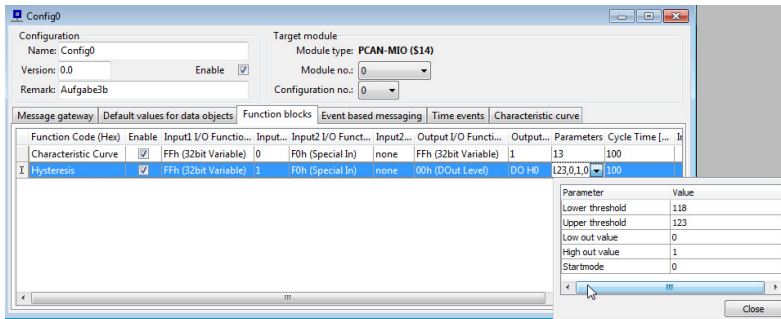 Config0
Configuration
Name: Config0
Version: 0.0 Enable
Remark: Aufgabe3b
Target module
Module type: PCAN-MIO ($14)
Module no.: 0
Configuration no.: 0
Message gateway Default values for data objects Function blocks Event based messaging Time events Characteristic curve
Function Code (Hex) Enable Input1 I/O Functio... Input... Input2 I/O Funct... Input2... Output I/O Functi... Output... Parameters Cycle Time [... Ir
Characteristic Curve FFh (32bit Variable) 0 F0h (Special In) none FFh (32bit Variable) 1 13 100
Hysteresis FFh (32bit Variable) 1 F0h (Special In) none 00h (DOut Level) DO H0 123,0,1,0 100
Parameter Value
Lower threshold 118
Upper threshold 123
Low out value 0
High out value 1
Startmode 0
Close